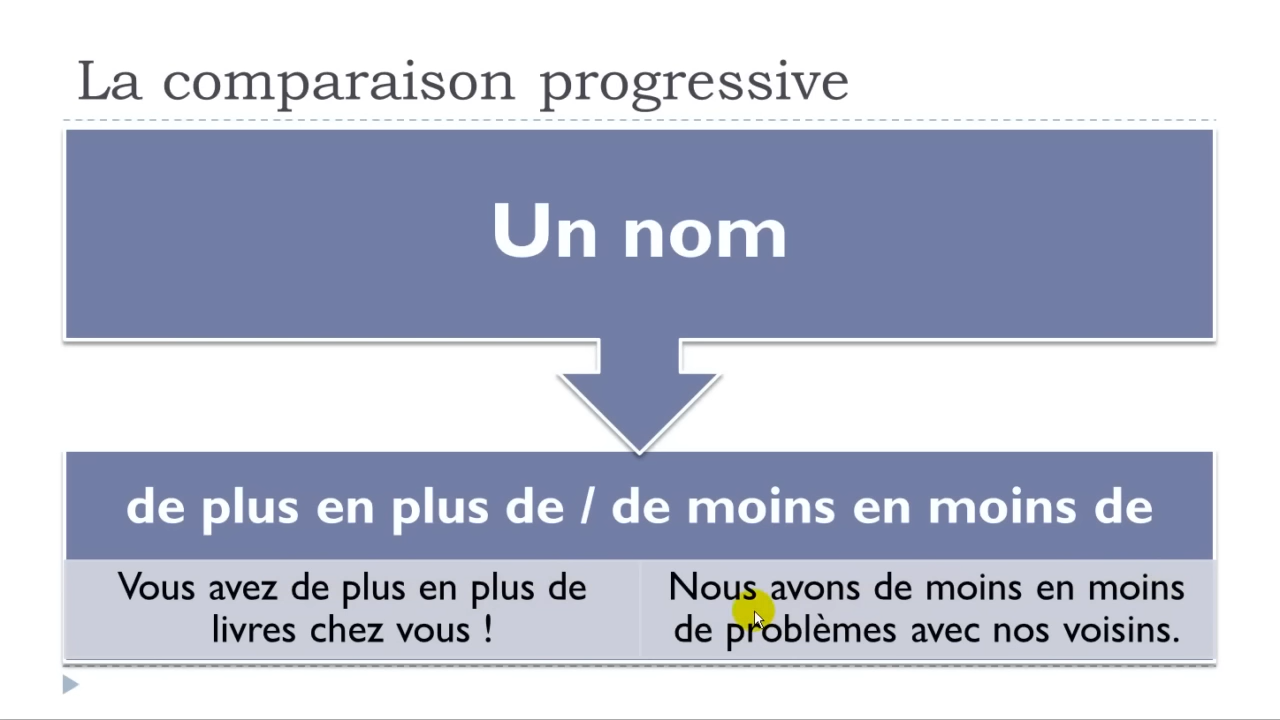 La comparaison progressive
Un nom
de plus en plus de / de moins en moins de
Vous avez de plus en plus de
livres chez vous !
Nous avons de moins en moins
de problèmes avec nos voisins.